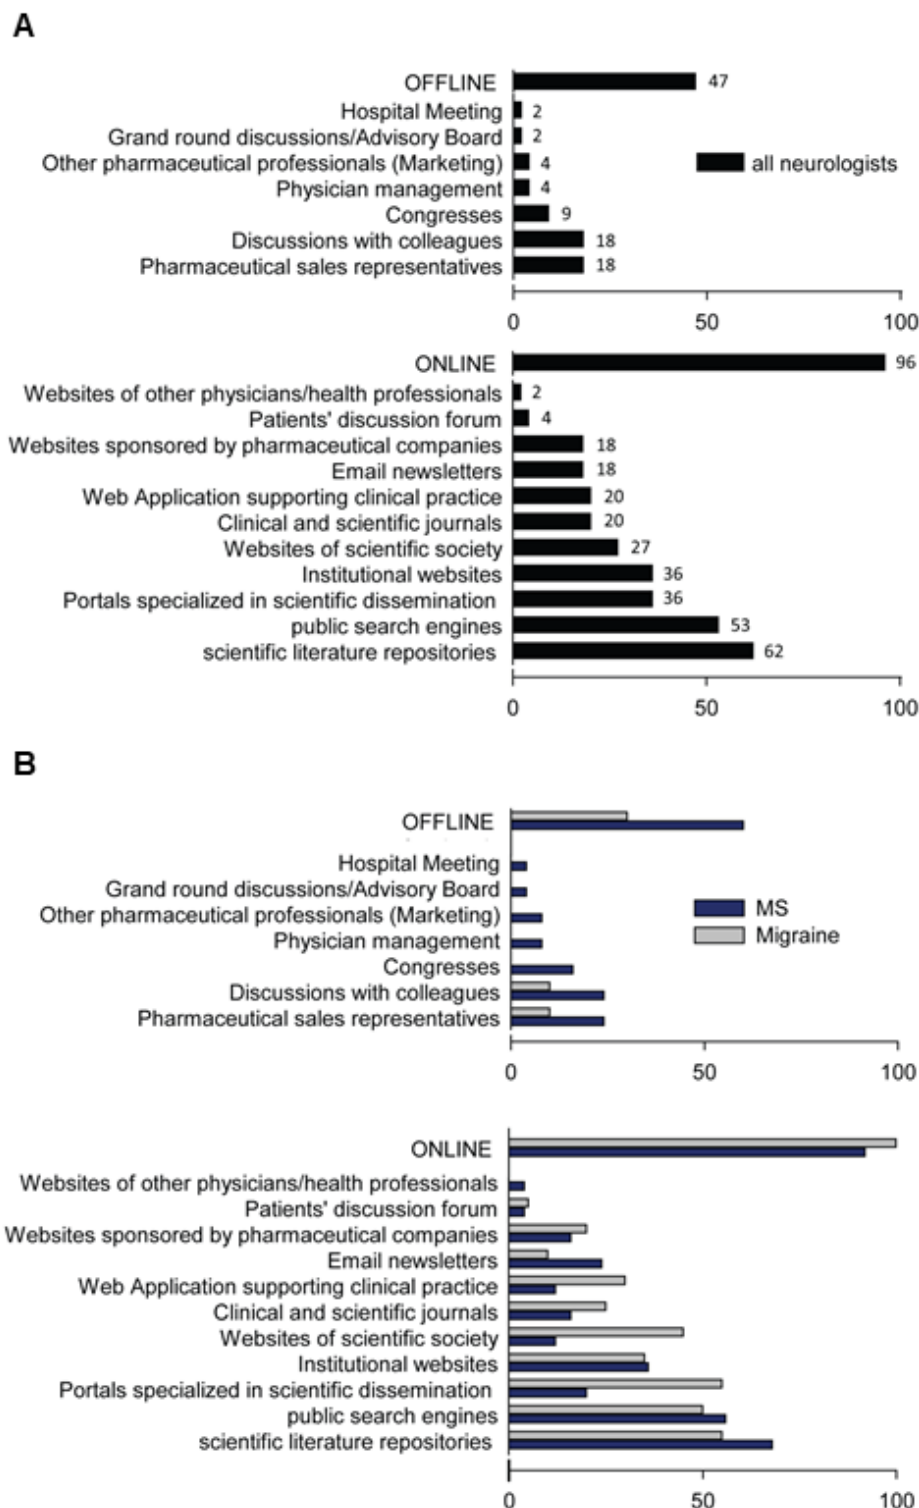 A
OFFLINE 47
Hospital Meeting 2
Grand round discussions/Advisory Board 2
Other pharmaceutical professionals (Marketing) 4 all neurologists
Physician management 4
Congresses 9
Discussions with colleagues 18
Pharmaceutical sales representatives 18
0 50 100
ONLINE 96
Websites of other physicians/health professionals 2
Patients' discussion forum 4
Websites sponsored by pharmaceutical companies 18
Email newsletters 18
Web Application supporting clinical practice 20
Clinical and scientific journals 20
Websites of scientific society 27
Institutional websites 36
Portals specialized in scientific dissemination 36
public search engines 53
scientific literature repositories 62
0 50 100
B
OFFLINE
Hospital Meeting
Grand round discussions/Advisory Board
MS
Other pharmaceutical professionals (Marketing)
Migraine
Physician management
Congresses
Discussions with colleagues
Pharmaceutical sales representatives
0 50 100
ONLINE
Websites of other physicians/health professionals
Patients' discussion forum
Websites sponsored by pharmaceutical companies
Email newsletters
Web Application supporting clinical practice
Clinical and scientific journals
Websites of scientific society
Institutional websites
Portals specialized in scientific dissemination
public search engines
scientific literature repositories
0 50 100